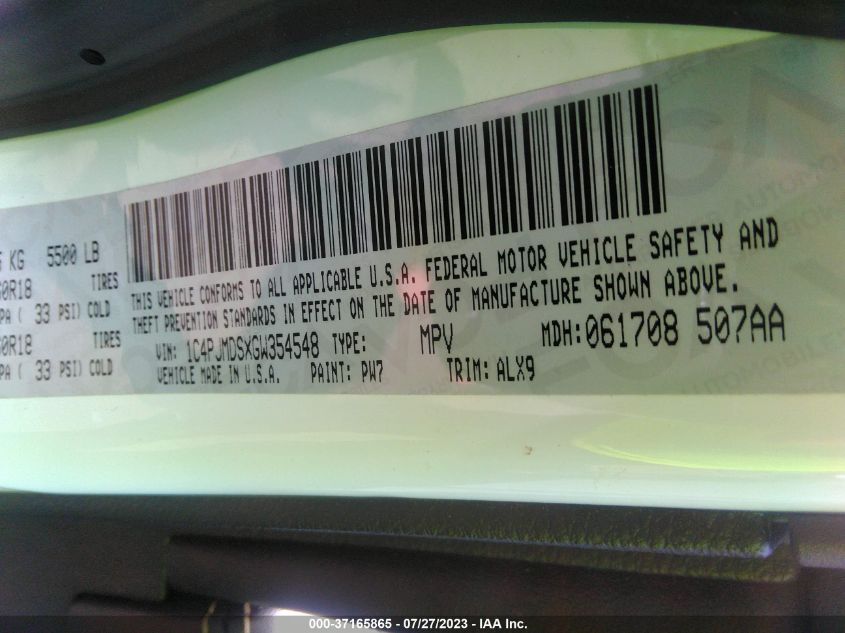 KG 5500 LB
0R18 TIRES
PA ( 33 PSI) COLD
0R18 TIRES
PA ( 33 PSI) COLD
THIS VEHICLE CONFORMS TO ALL APPLICABLE U.S.A. FEDERAL MOTOR VEHICLE SAFETY AND
THEFT PREVENTION STANDARDS IN EFFECT ON THE DATE OF MANUFACTURE SHOWN ABOVE.
VIN: 1C4PJMDSXGW354548 TYPE: MPV MDH:061708 507AA
VEHICLE MADE IN U.S.A. PAINT: PW7 TRIM: ALX9
000-37165865 - 07/27/2023 - IAA Inc.